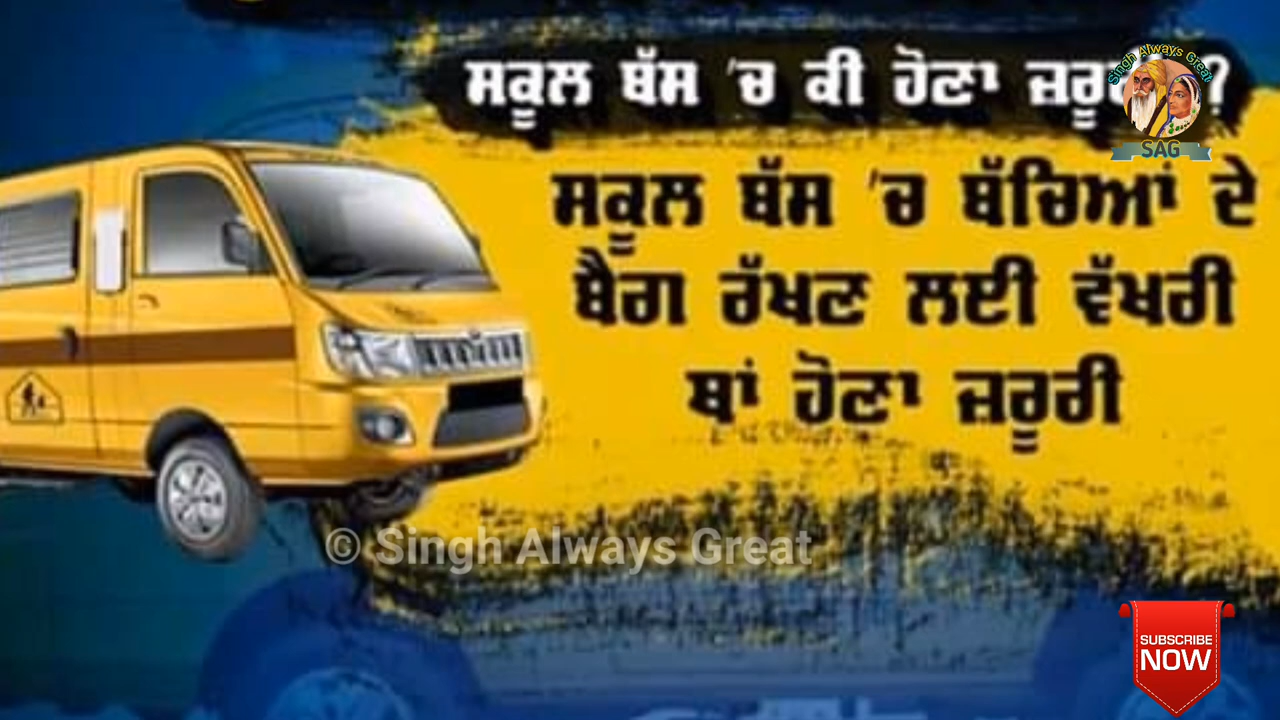 ਸਕੂਲ ਬੱਸ 'ਚ ਕੀ ਹੋਣਾ ?
Singh Always Great
SAG
ਸਕੂਲ ਬੱਸ 'ਚ ਬੱਚਿਆਂ ਦੇ
ਬੈਗ ਰੱਖਣ ਲਈ ਵੱਖਰੀ
ਥਾਂ ਹੋਣਾ ਜ਼ਰੂਰੀ
© Singh Always Great
SUBSCRIBE
NOW